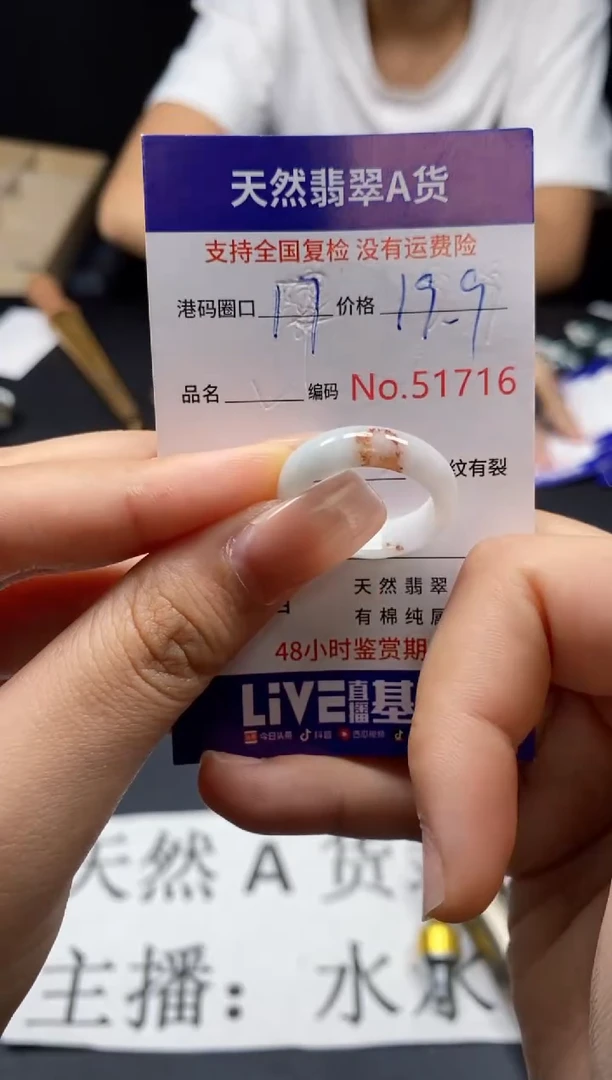 天然翡翠A货
支持全国复检 没有运费险
港码圈口 17 价格 19.9
品名 编码 No.51716
纹有裂
天然翡翠
有棉纯属
48小时鉴赏期
LiVE直播基
今日头条 抖音 西瓜视频
天然A货
主播：水水